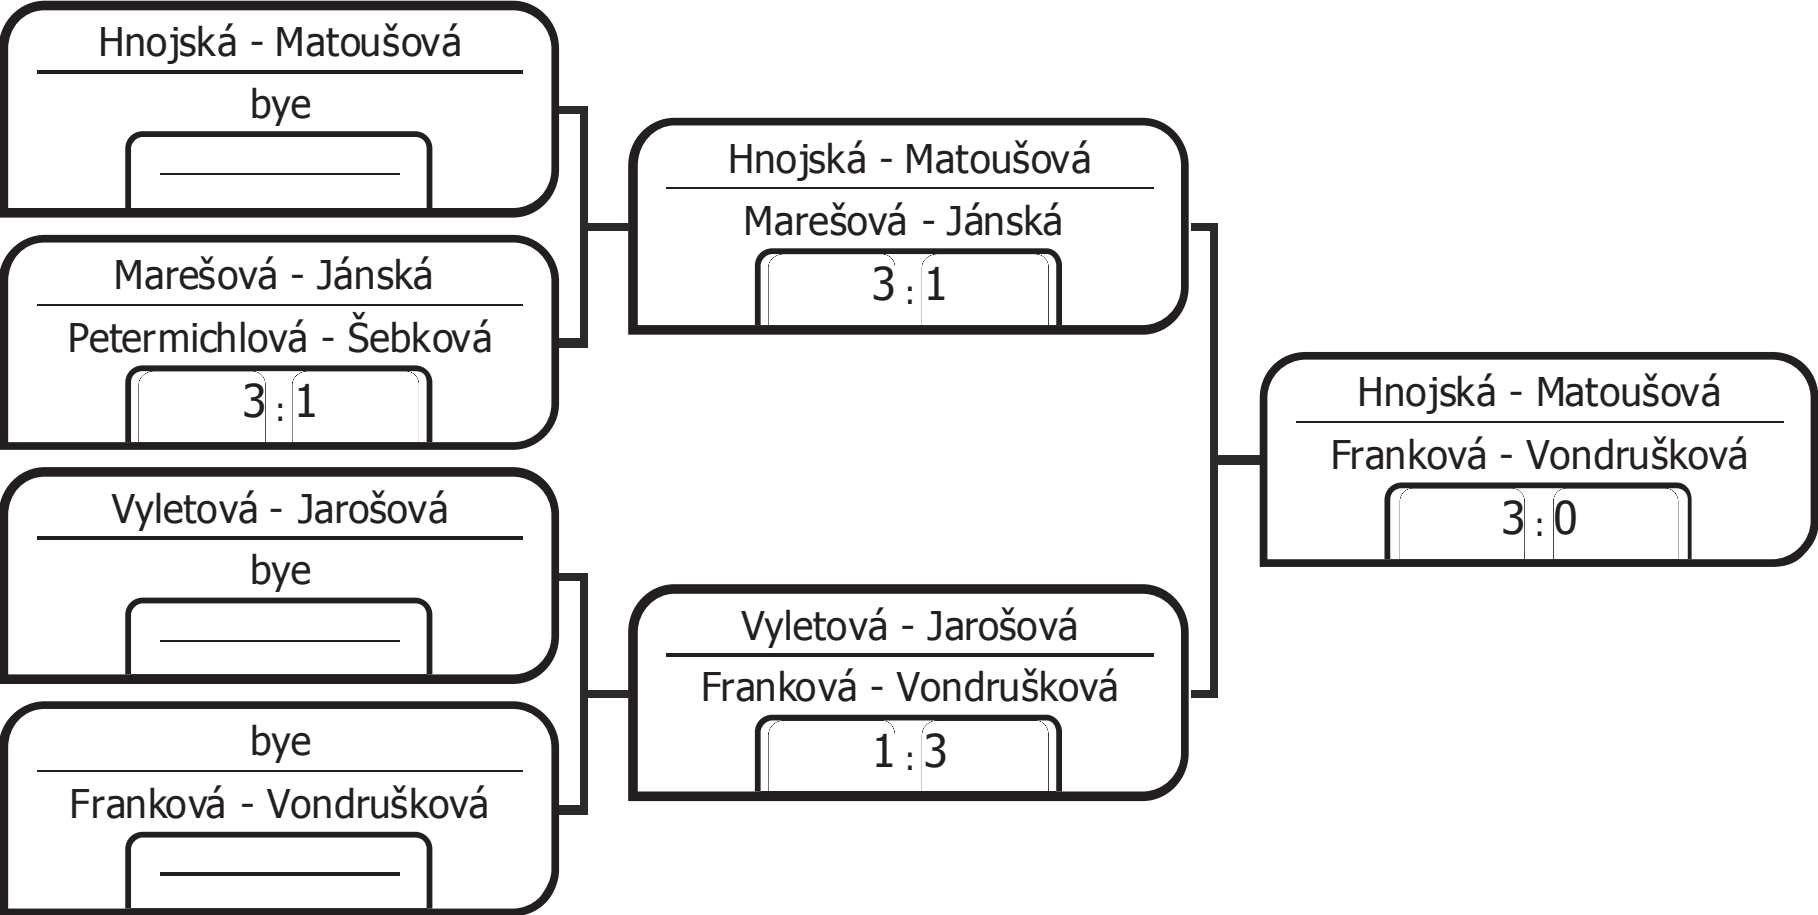 Hnojská - Matoušová
bye
Marešová - Jánská
Petermichlová - Šebková
3 : 1
Vyletová - Jarošová
bye
bye
Franková - Vondrušková
Hnojská - Matoušová
Marešová - Jánská
3 : 1
Vyletová - Jarošová
Franková - Vondrušková
1 : 3
Hnojská - Matoušová
Franková - Vondrušková
3 : 0